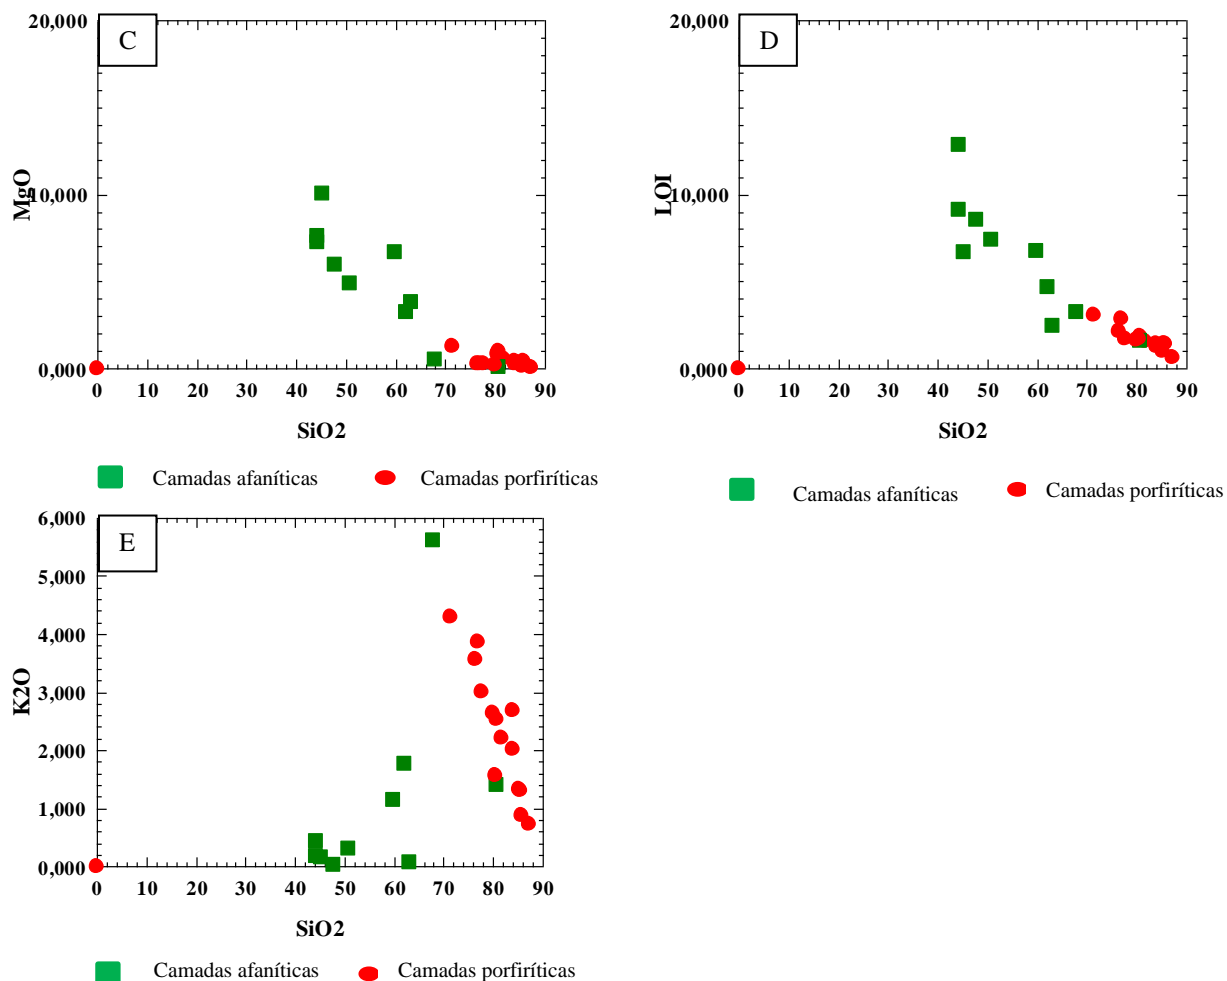 C
20,000
10,000
0,000
MgO
0 10 20 30 40 50 60 70 80 90
SiO2
Camadas afaníticas Camadas porfiríticas
D
20,000
10,000
0,000
LOI
0 10 20 30 40 50 60 70 80 90
SiO2
Camadas afaníticas Camadas porfiríticas
E
6,000
5,000
4,000
3,000
2,000
1,000
0,000
K2O
0 10 20 30 40 50 60 70 80 90
SiO2
Camadas afaníticas Camadas porfiríticas